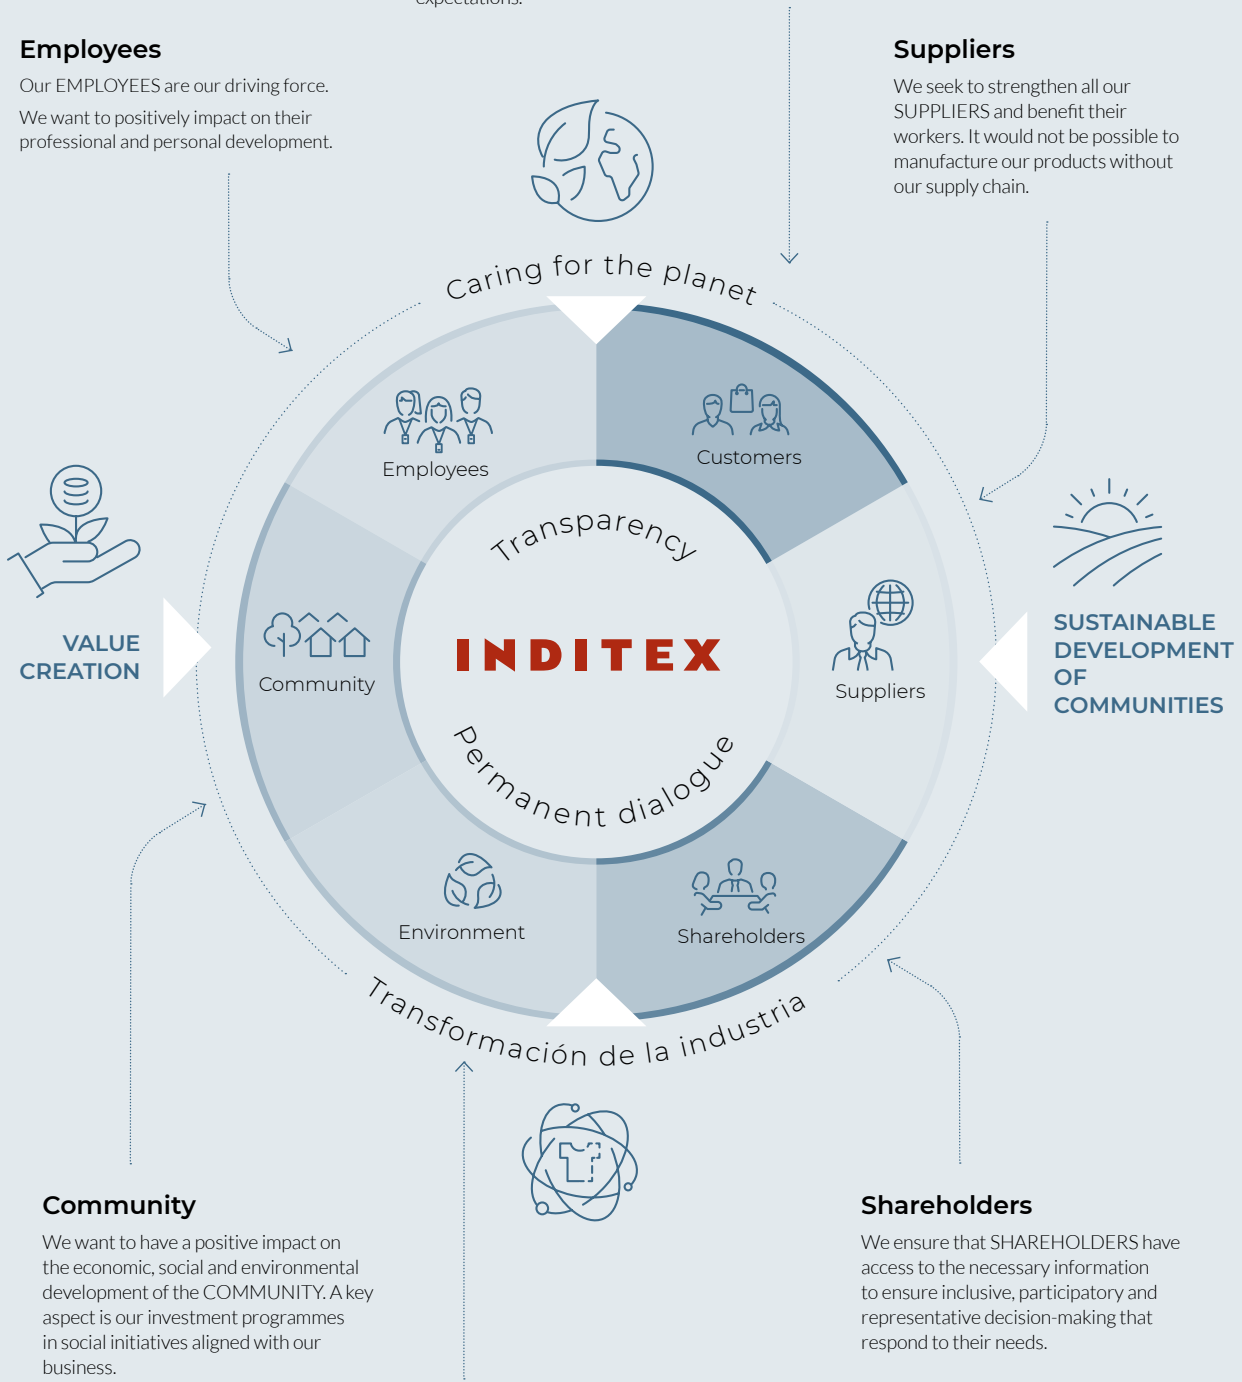 expectations.
Employees
Our EMPLOYEES are our driving force.
We want to positively impact on their
professional and personal development.
Suppliers
We seek to strengthen all our
SUPPLIERS and benefit their
workers. It would not be possible to
manufacture our products without
our supply chain.
Caring for the planet
Employees
Customers
Transparency
VALUE
CREATION
Community
INDITEX
Suppliers
SUSTAINABLE
DEVELOPMENT
OF
COMMUNITIES
Permanent dialogue
Environment
Shareholders
Transformación de la industria
Community
We want to have a positive impact on
the economic, social and environmental
development of the COMMUNITY. A key
aspect is our investment programmes
in social initiatives aligned with our
business.
Shareholders
We ensure that SHAREHOLDERS have
access to the necessary information
to ensure inclusive, participatory and
representative decision-making that
respond to their needs.